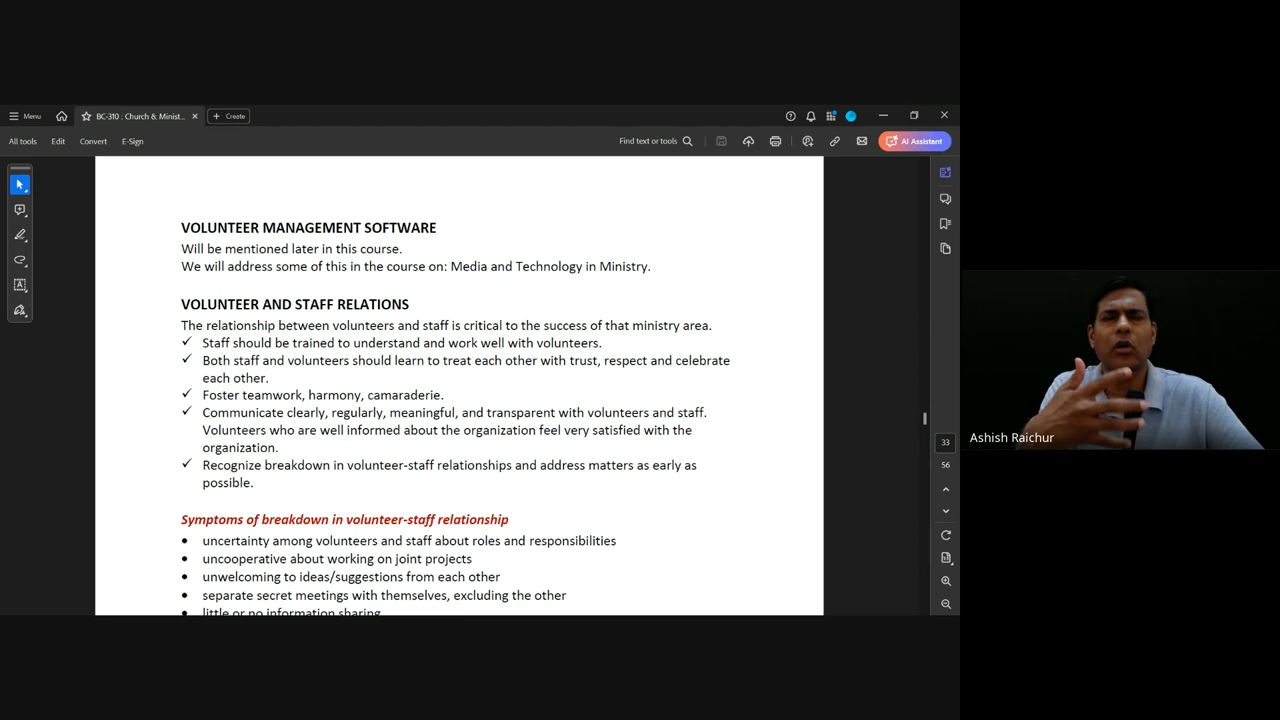 Menu
BC-310 : Church & Minist...
Create
All tools
Edit
Convert
E-Sign
Find text or tools
AI Assistant
VOLUNTEER MANAGEMENT SOFTWARE
Will be mentioned later in this course.
We will address some of this in the course on: Media and Technology in Ministry.
VOLUNTEER AND STAFF RELATIONS
The relationship between volunteers and staff is critical to the success of that ministry area.
✓ Staff should be trained to understand and work well with volunteers.
✓ Both staff and volunteers should learn to treat each other with trust, respect and celebrate
each other.
✓ Foster teamwork, harmony, camaraderie.
✓ Communicate clearly, regularly, meaningful, and transparent with volunteers and staff.
Volunteers who are well informed about the organization feel very satisfied with the
organization.
✓ Recognize breakdown in volunteer-staff relationships and address matters as early as
possible.
Symptoms of breakdown in volunteer-staff relationship
• uncertainty among volunteers and staff about roles and responsibilities
• uncooperative about working on joint projects
• unwelcoming to ideas/suggestions from each other
• separate secret meetings with themselves, excluding the other
• little or no information sharing
33
56
Ashish Raichur